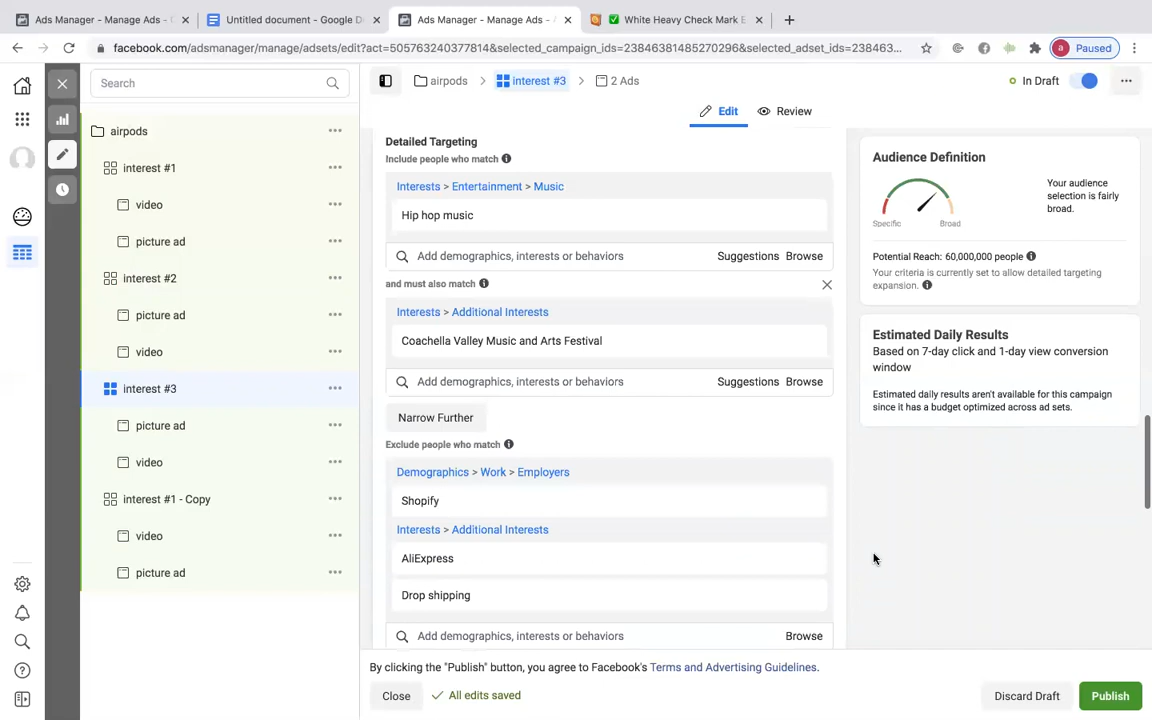 Ads Manager - Manage Ads -
Untitled document - Google D
Ads Manager - Manage Ads -
White Heavy Check Mark E
facebook.com/adsmanager/manage/adsets/edit?act=505763240377814&selected_campaign_ids=23846381485270296&selected_adset_ids=238463...
a Paused
Search
airpods
interest #1
video
picture ad
interest #2
picture ad
video
interest #3
picture ad
video
interest #1 - Copy
video
picture ad
airpods > interest #3 > 2 Ads
In Draft
Edit
Review
Detailed Targeting
Include people who match
Interests > Entertainment > Music
Hip hop music
Add demographics, interests or behaviors Suggestions Browse
and must also match
Interests > Additional Interests
Coachella Valley Music and Arts Festival
Add demographics, interests or behaviors Suggestions Browse
Narrow Further
Exclude people who match
Demographics > Work > Employers
Shopify
Interests > Additional Interests
AliExpress
Drop shipping
Add demographics, interests or behaviors Browse
Audience Definition
Specific
Broad
Your audience
selection is fairly
broad.
Potential Reach: 60,000,000 people
Your criteria is currently set to allow detailed targeting
expansion.
Estimated Daily Results
Based on 7-day click and 1-day view conversion
window
Estimated daily results aren't available for this campaign
since it has a budget optimized across ad sets.
By clicking the "Publish" button, you agree to Facebook's Terms and Advertising Guidelines.
Close
All edits saved
Discard Draft
Publish